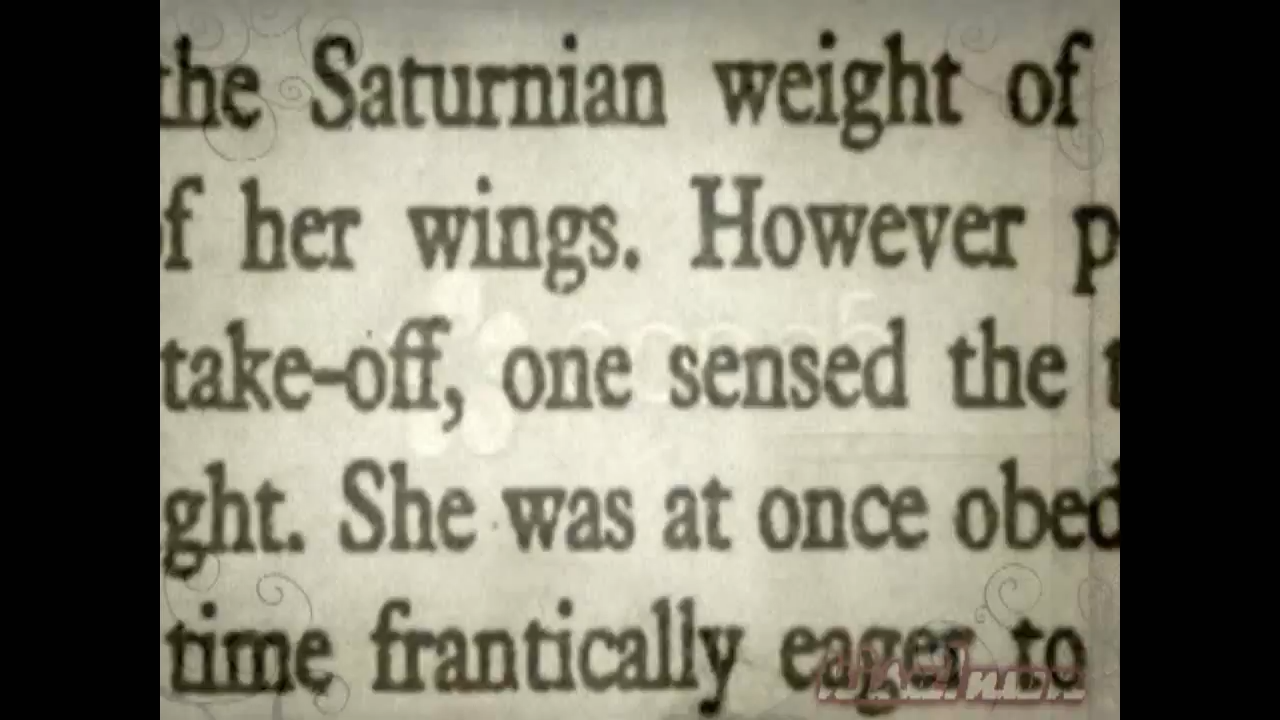 the Saturnian weight of
f her wings. However p
take-off, one sensed the t
ght. She was at once obed
time frantically eager to